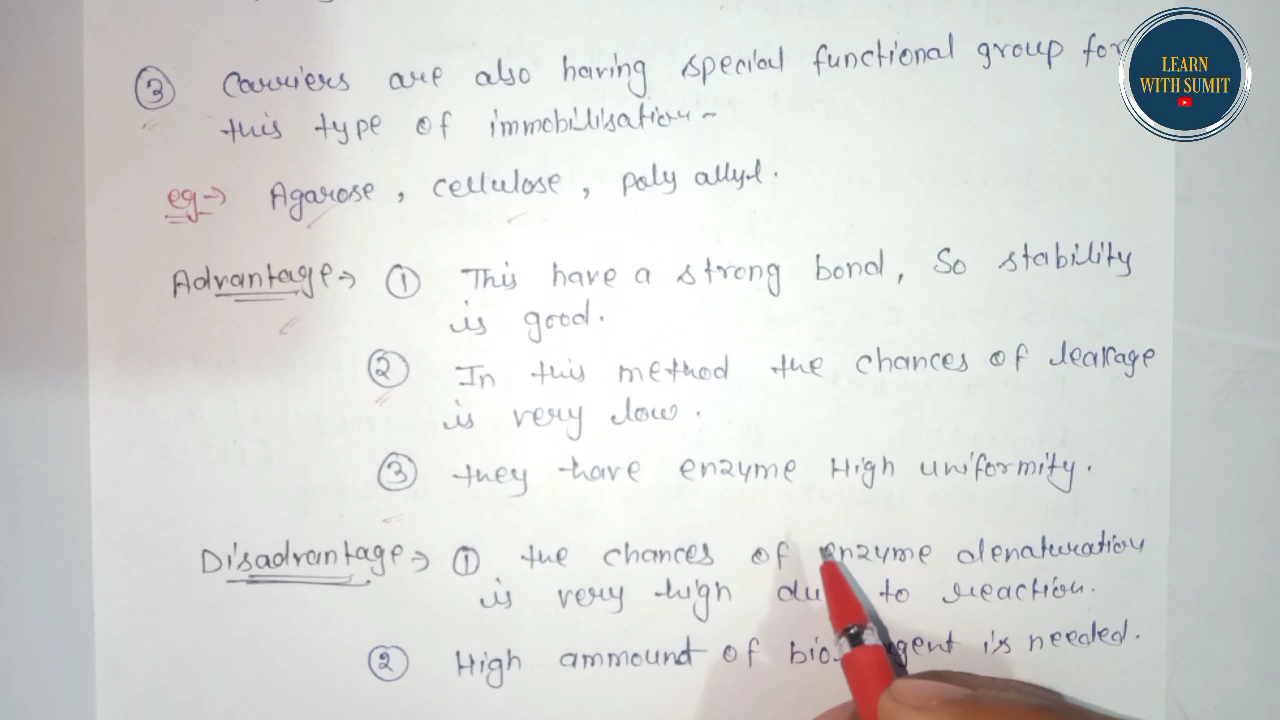 ③ Carriers are also having special functional group for
this type of immobilisation -
eg → Agarose, cellulose, poly allyl.
Advantage → ① This have a strong bond, So stability
is good.
② In this method the chances of leakage
is very low.
③ they have enzyme High uniformity.
Disadvantage → ① the chances of enzyme denaturation
is very high du to reaction.
② High ammount of bio gent is needed.
LEARN
WITH SUMIT